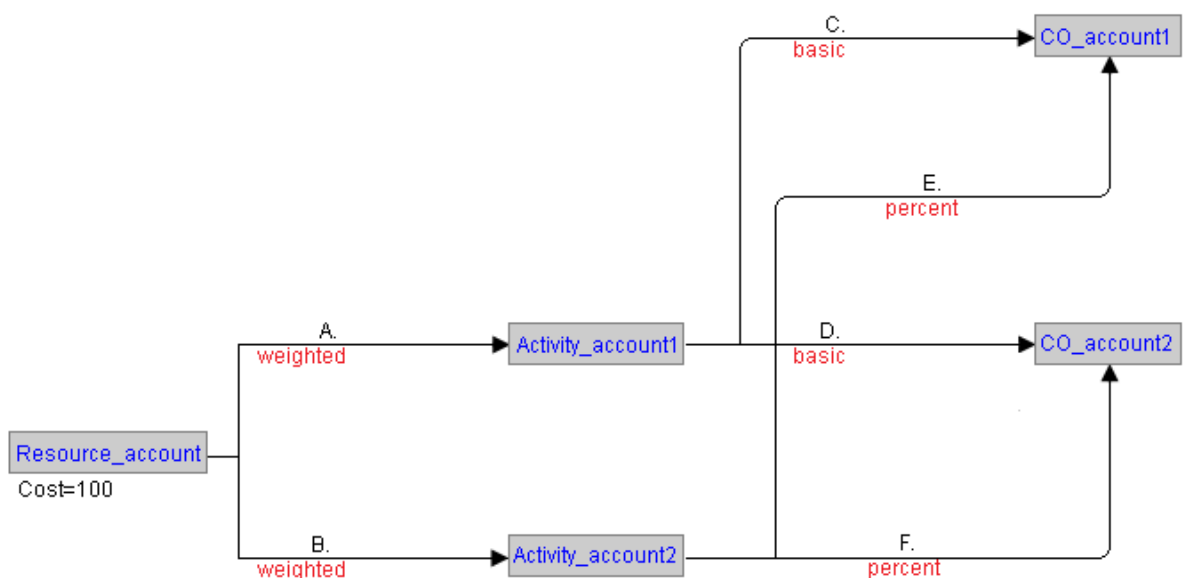 C.
basic
CO_account1
E.
percent
A.
weighted
Activity_account1
D.
basic
CO_account2
Resource_account
Cost=100
B.
weighted
Activity_account2
F.
percent